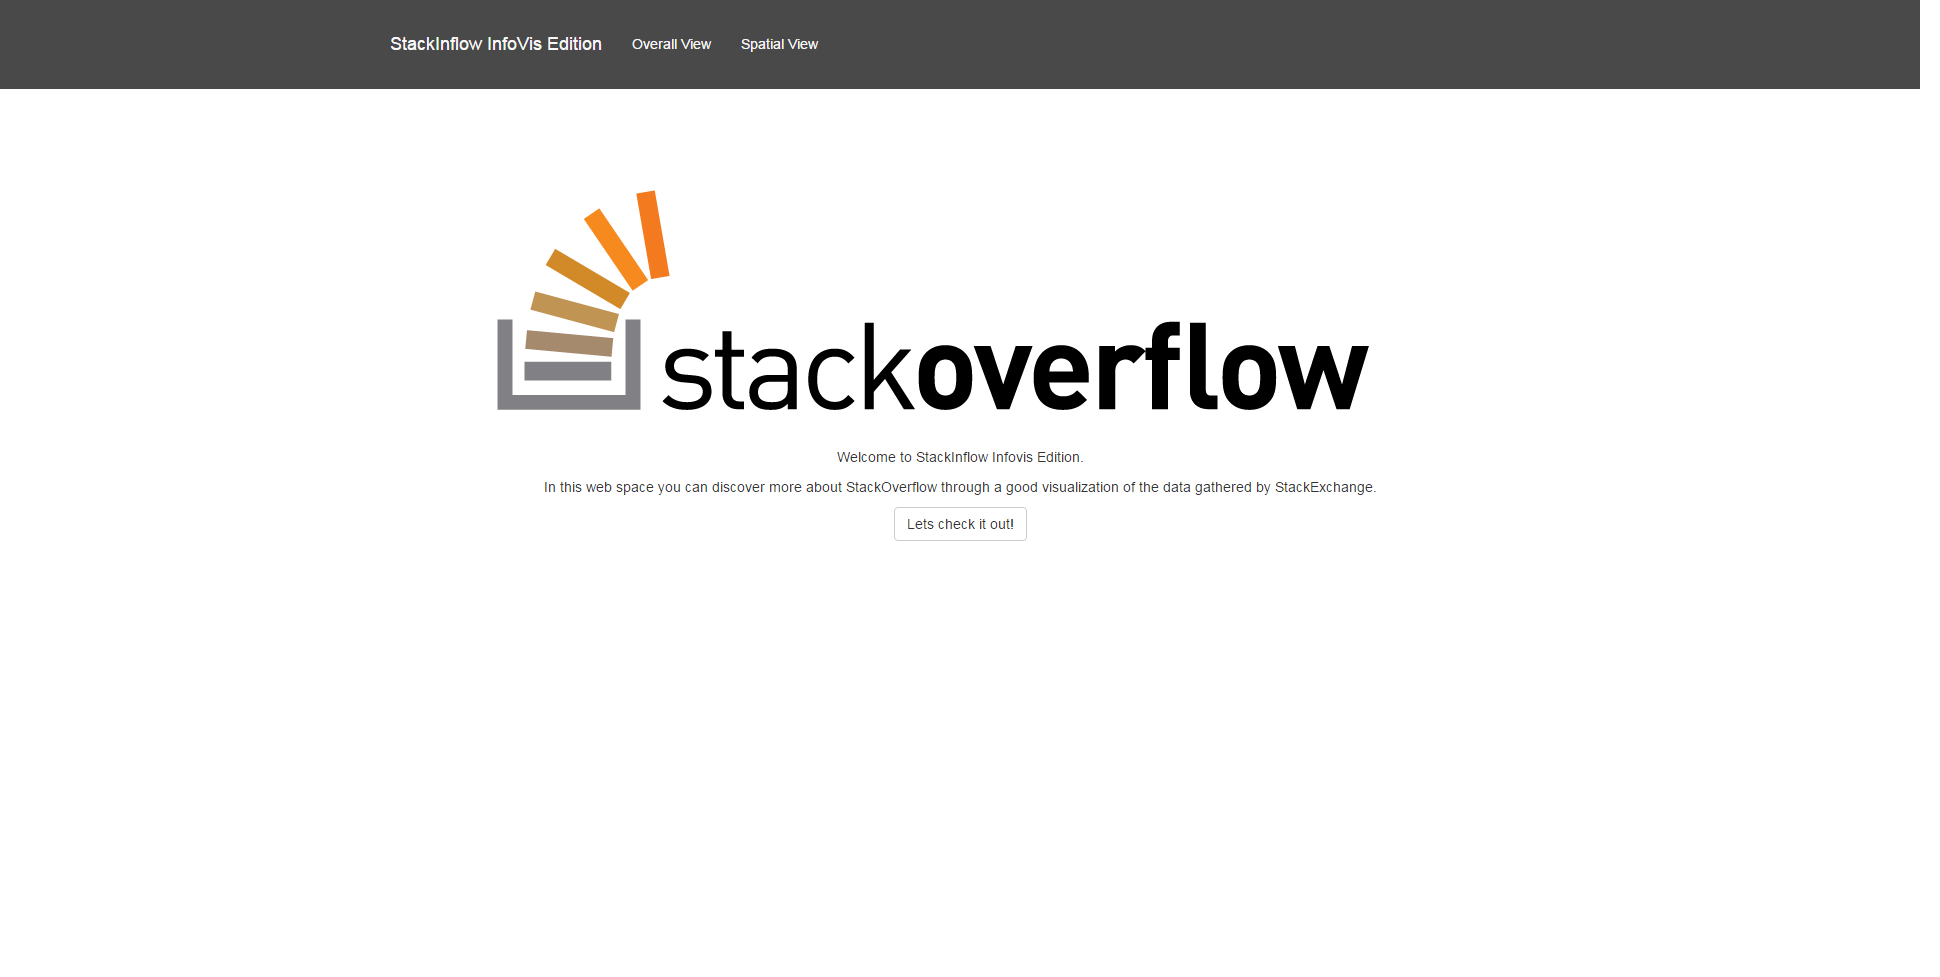 StackInflow InfoVis Edition Overall View Spatial View
stackoverflow
Welcome to StackInflow Infovis Edition.
In this web space you can discover more about StackOverflow through a good visualization of the data gathered by StackExchange.
Lets check it out!